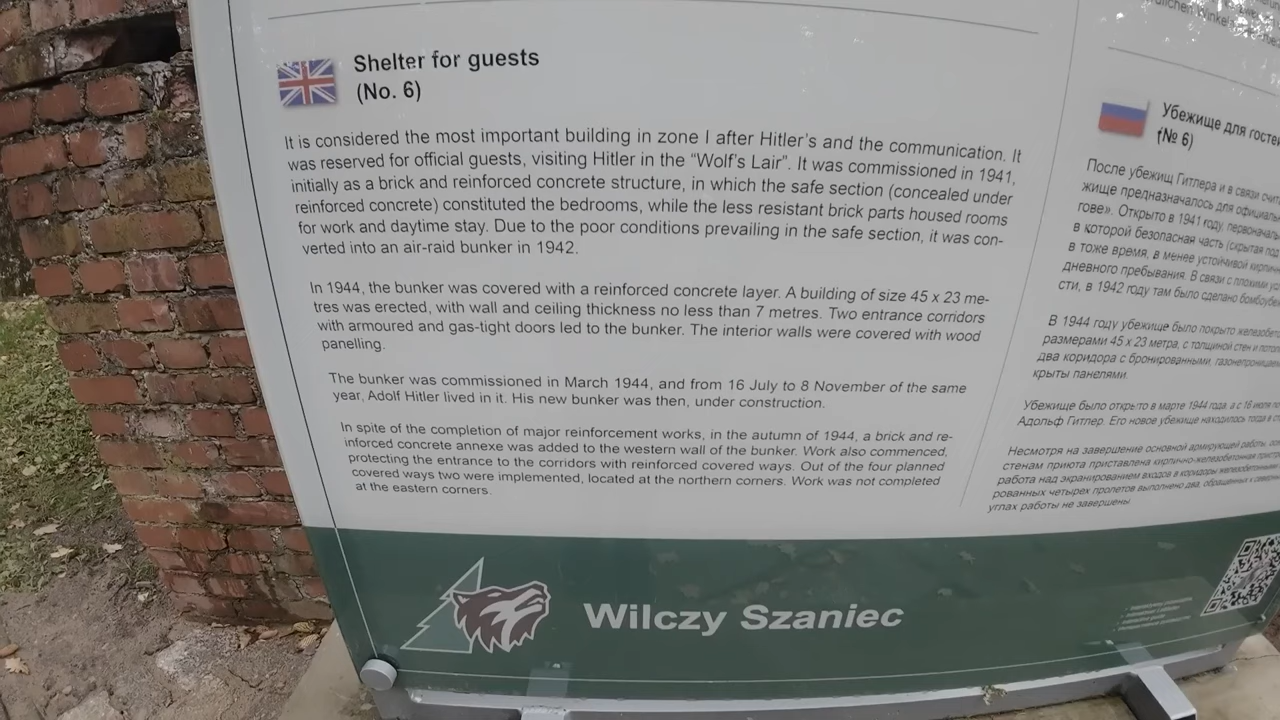 Shelter for guests
(No. 6)
It is considered the most important building in zone I after Hitler's and the communication. It
was reserved for official guests, visiting Hitler in the "Wolf's Lair". It was commissioned in 1941,
initially as a brick and reinforced concrete structure, in which the safe section (concealed under
reinforced concrete) constituted the bedrooms, while the less resistant brick parts housed rooms
for work and daytime stay. Due to the poor conditions prevailing in the safe section, it was con-
verted into an air-raid bunker in 1942.
In 1944, the bunker was covered with a reinforced concrete layer. A building of size 45 x 23 me-
tres was erected, with wall and ceiling thickness no less than 7 metres. Two entrance corridors
with armoured and gas-tight doors led to the bunker. The interior walls were covered with wood
panelling.
The bunker was commissioned in March 1944, and from 16 July to 8 November of the same
year, Adolf Hitler lived in it. His new bunker was then, under construction.
In spite of the completion of major reinforcement works, in the autumn of 1944, a brick and re-
inforced concrete annexe was added to the western wall of the bunker. Work also commenced,
protecting the entrance to the corridors with reinforced covered ways. Out of the four planned
covered ways two were implemented, located at the northern corners. Work was not completed
at the eastern corners.
Убежище для гостей
(№ 6)
После убежищ Гитлера и в связи
жище предназначалось для
гове». Открыто в 1941 году,
в которой безопасная часть (скрытая под
в тоже время, в менее устойчивой
дневного пребывания. В связи с плохими
сти, в 1942 году там было сделано
В 1944 году убежище было покрыто
размерами 45 x 23 метра, с толщиной стен и
два коридора с бронированными,
крыты панелями.
Убежище было открыто в марте 1944 года, а с 16 июля
Адольф Гитлер. Его новое убежище находилось тогда в
Несмотря на завершение основной армирующей работы,
стенам приюта приставлена кирпично-железобетонная
работа над экранированием входов в коридоры
рованных четырех пролетов выполнено два,
углах работы не завершены
Wilczy Szaniec